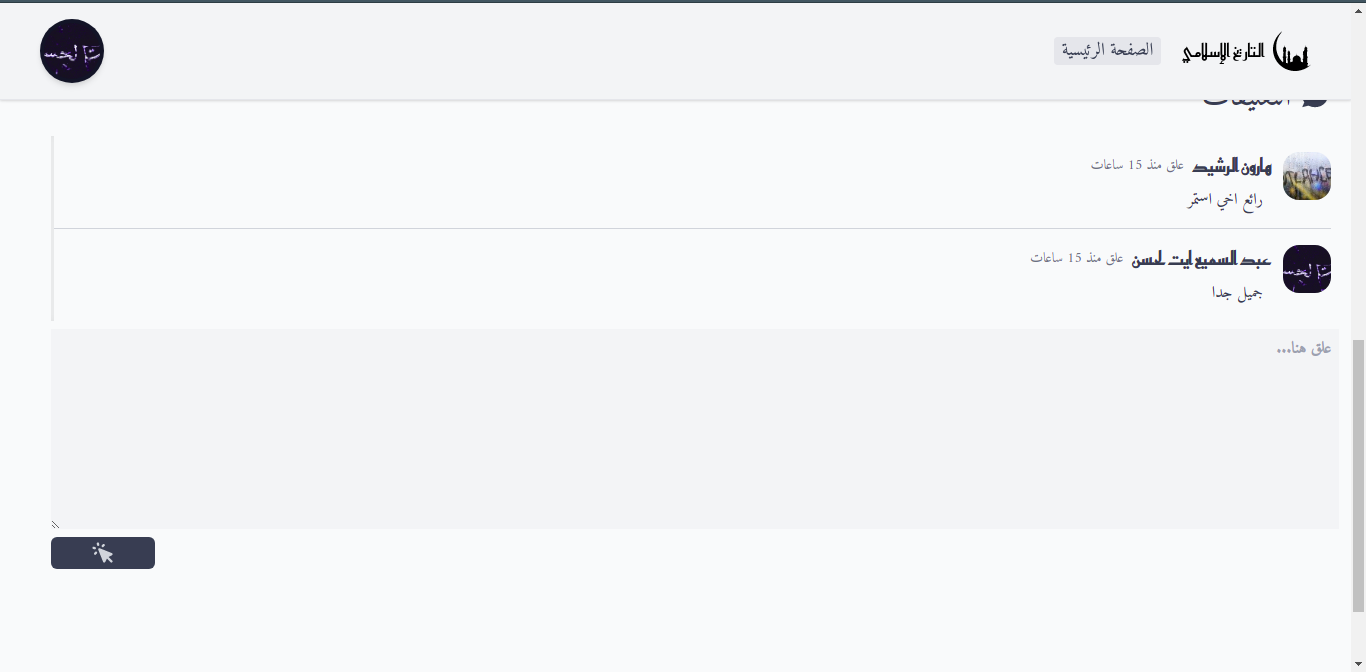 التاريخ الإسلامي
الصفحة الرئيسية
التعليقات
هارون الرشيد علق منذ 15 ساعات
رائع اخي استمر
عبد السميع ايت لحسن علق منذ 15 ساعات
جميل جدا
علق هنا...